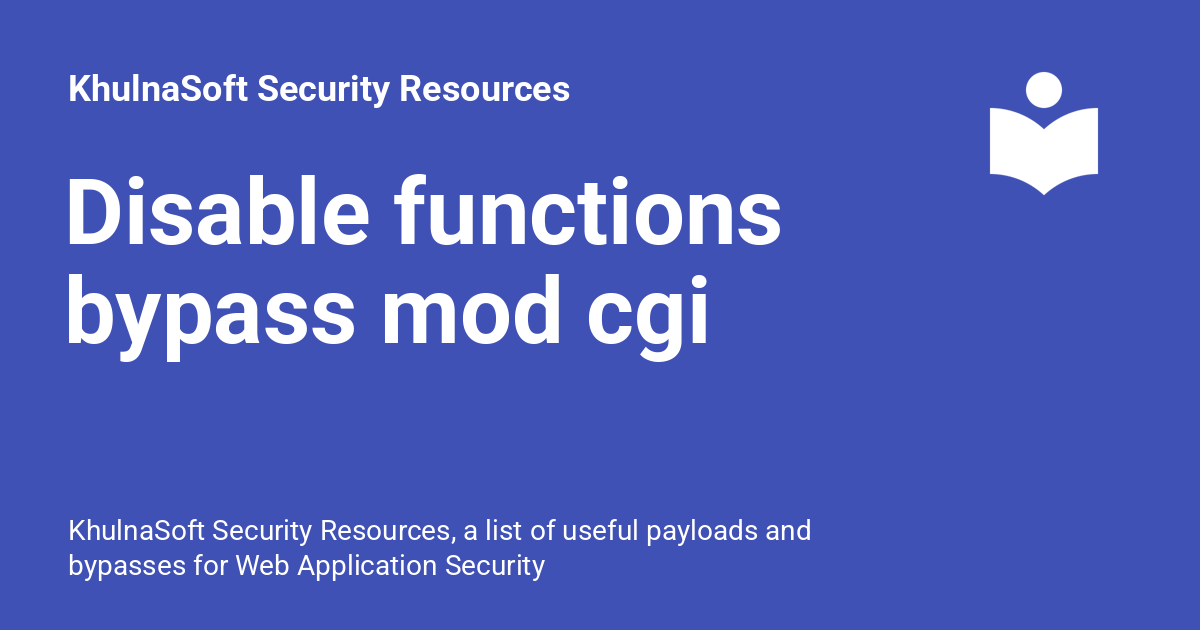 KhulnaSoft Security Resources
Disable functions
bypass mod cgi
KhulnaSoft Security Resources, a list of useful payloads and
bypasses for Web Application Security